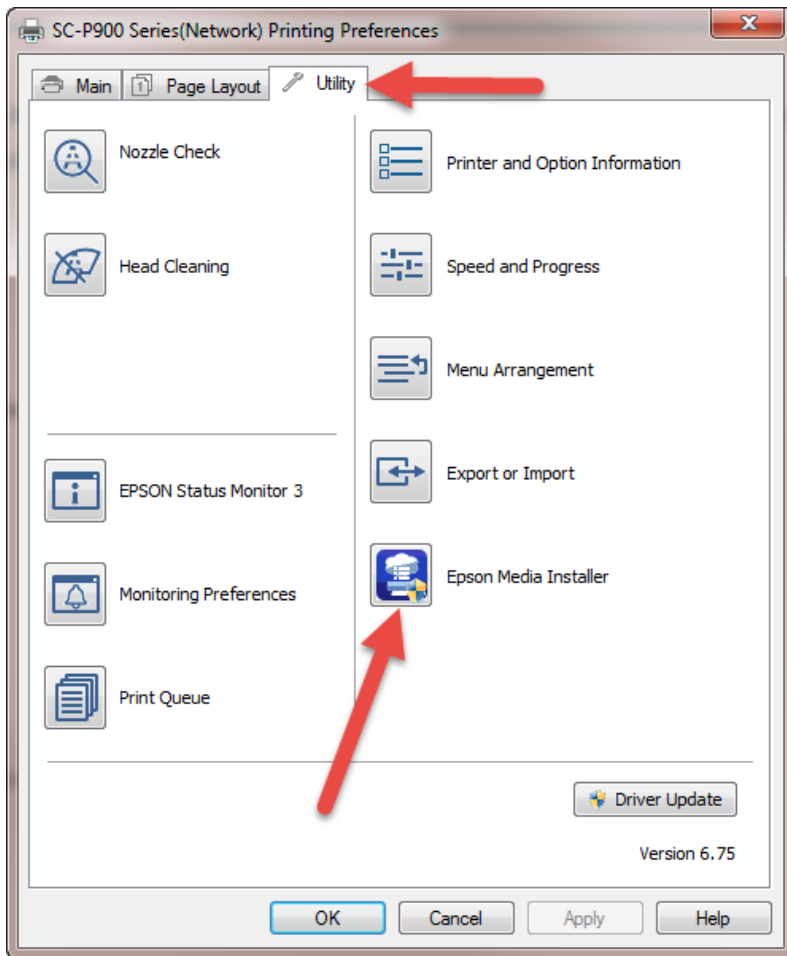 SC-P900 Series(Network) Printing Preferences
Main
Page Layout
Utility
Nozzle Check
Head Cleaning
EPSON Status Monitor 3
Monitoring Preferences
Print Queue
Printer and Option Information
Speed and Progress
Menu Arrangement
Export or Import
Epson Media Installer
Driver Update
Version 6.75
OK
Cancel
Apply
Help